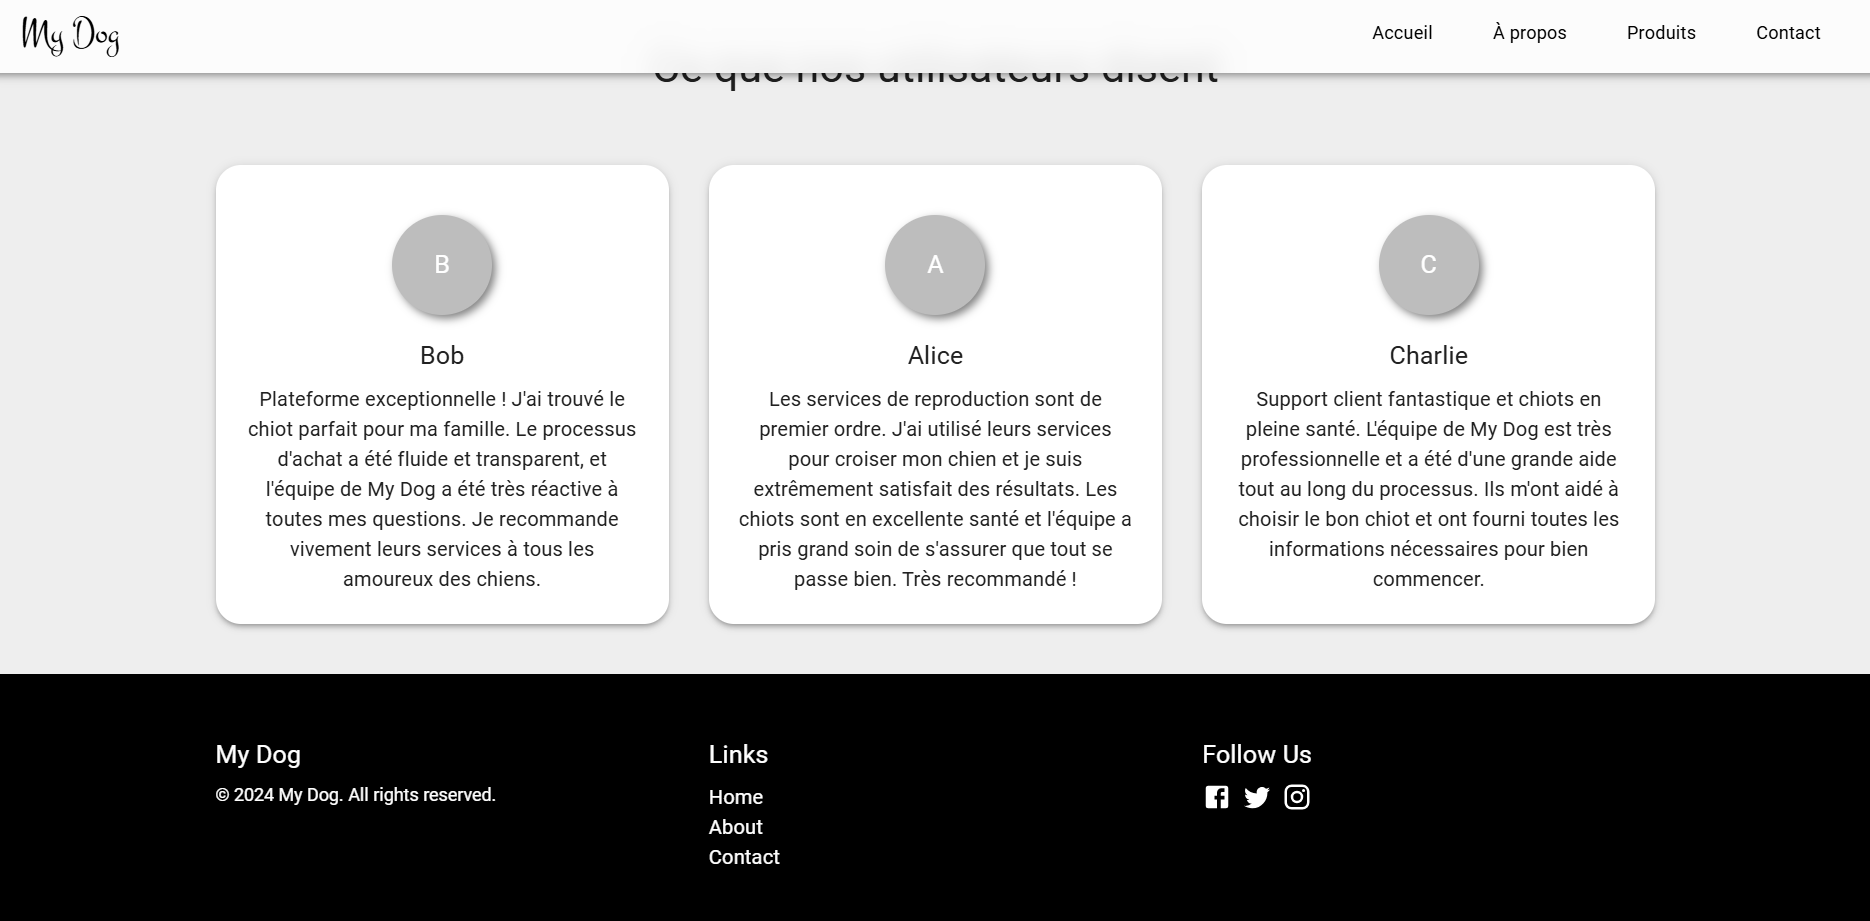 My Dog
Accueil
À propos
Produits
Contact
Ce que nos utilisateurs disent
B
Bob
Plateforme exceptionnelle ! J'ai trouvé le
chiot parfait pour ma famille. Le processus
d'achat a été fluide et transparent, et
l'équipe de My Dog a été très réactive à
toutes mes questions. Je recommande
vivement leurs services à tous les
amoureux des chiens.
A
Alice
Les services de reproduction sont de
premier ordre. J'ai utilisé leurs services
pour croiser mon chien et je suis
extrêmement satisfait des résultats. Les
chiots sont en excellente santé et l'équipe a
pris grand soin de s'assurer que tout se
passe bien. Très recommandé !
C
Charlie
Support client fantastique et chiots en
pleine santé. L'équipe de My Dog est très
professionnelle et a été d'une grande aide
tout au long du processus. Ils m'ont aidé à
choisir le bon chiot et ont fourni toutes les
informations nécessaires pour bien
commencer.
My Dog
© 2024 My Dog. All rights reserved.
Links
Home
About
Contact
Follow Us